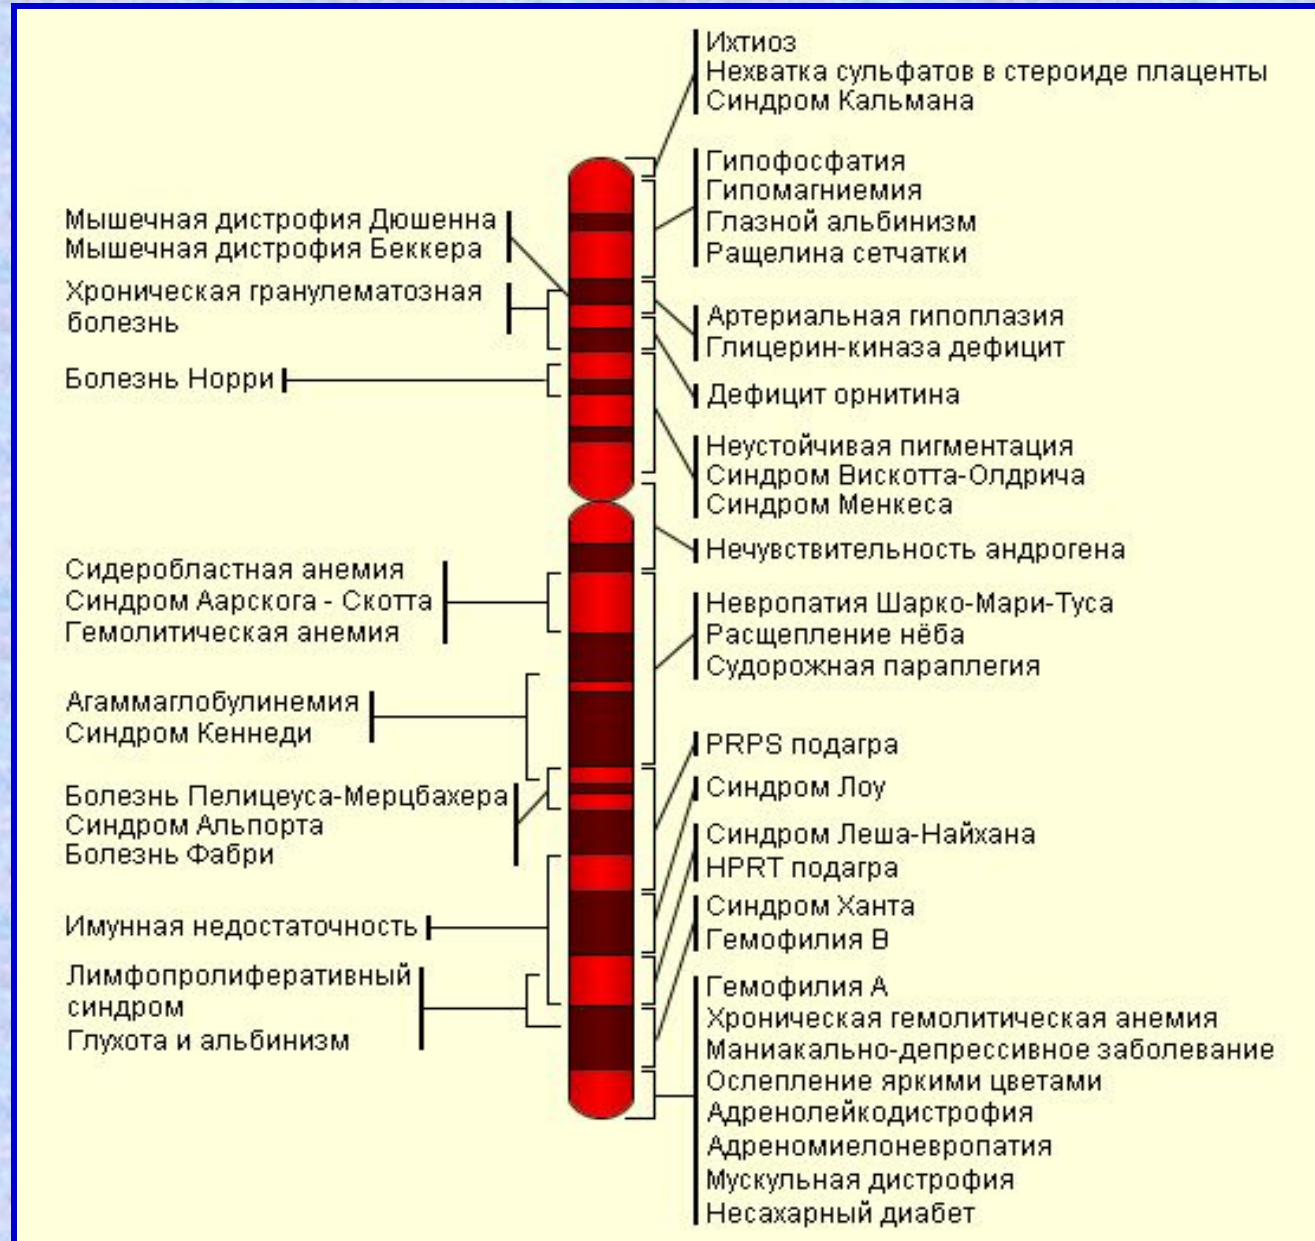 Мышечная дистрофия Дюшенна
Мышечная дистрофия Беккера
Хроническая гранулематозная
болезнь
Болезнь Норри
Сидеробластная анемия
Синдром Аарскога - Скотта
Гемолитическая анемия
Агаммаглобулинемия
Синдром Кеннеди
Болезнь Пелицеуса-Мерцбахера
Синдром Альпорта
Болезнь Фабри
Имунная недостаточность
Лимфопролиферативный
синдром
Глухота и альбинизм
Ихтиоз
Нехватка сульфатов в стероиде плаценты
Синдром Кальмана
Гипофосфатия
Гипомагниемия
Глазной альбинизм
Ращелина сетчатки
Артериальная гипоплазия
Глицерин-киназа дефицит
Дефицит орнитина
Неустойчивая пигментация
Синдром Вискотта-Олдрича
Синдром Менкеса
Нечувствительность андрогена
Невропатия Шарко-Мари-Туса
Расщепление нёба
Судорожная параплегия
PRPS подагра
Синдром Лоу
Синдром Леша-Найхана
HPRT подагра
Синдром Ханта
Гемофилия B
Гемофилия A
Хроническая гемолитическая анемия
Маниакально-депрессивное заболевание
Ослепление яркими цветами
Адренолейкодистрофия
Адреномиелоневропатия
Мускульная дистрофия
Несахарный диабет